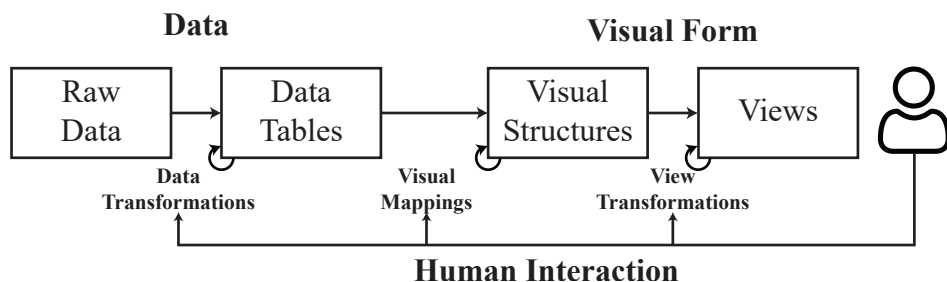 Data
Visual Form
Raw
Data
Data
Tables
Visual
Structures
Views
Data
Transformations
Visual
Mappings
View
Transformations
Human Interaction